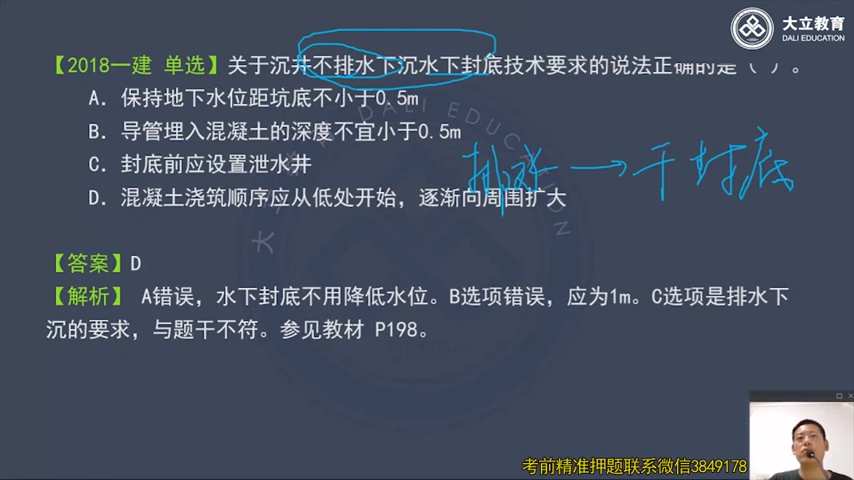 大立教育
DALI EDUCATION
【2018一建 单选】关于沉井不排水下沉水下封底技术要求的说法正确的是（ ）。
A. 保持地下水位距坑底不小于0.5m
B. 导管埋入混凝土的深度不宜小于0.5m
C. 封底前应设置泄水井
D. 混凝土浇筑顺序应从低处开始，逐渐向周围扩大
排水→干封底
【答案】D
【解析】 A错误，水下封底不用降低水位。B选项错误，应为1m。C选项是排水下
沉的要求，与题干不符。参见教材 P198。
考前精准押题联系微信3849178